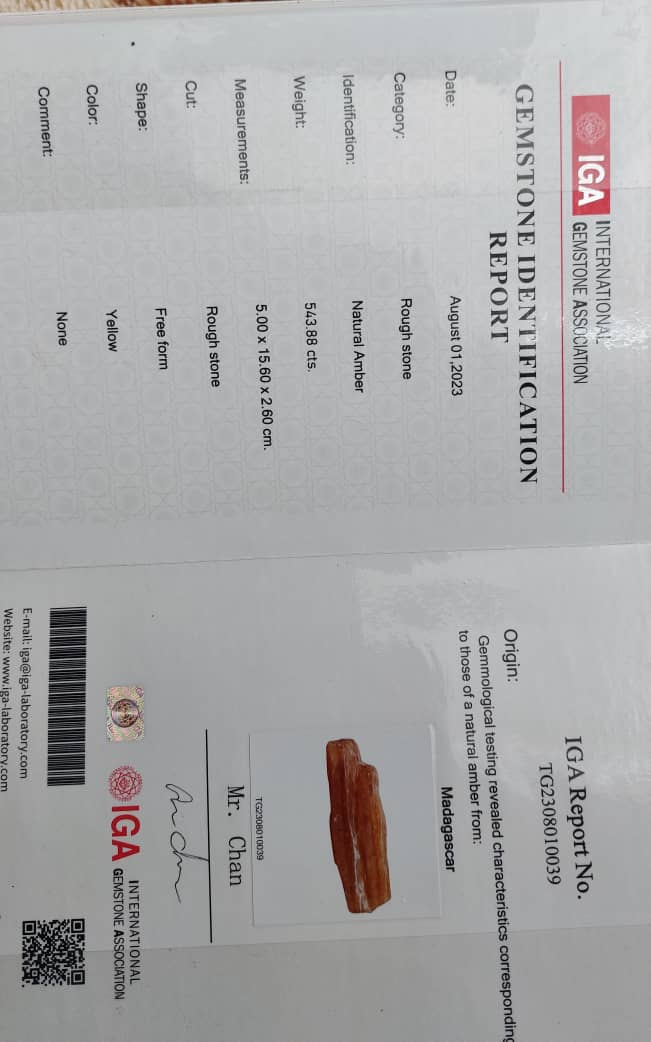 IGA INTERNATIONAL
GEMSTONE ASSOCIATION
GEMSTONE IDENTIFICATION
REPORT
Date: August 01,2023
Category: Rough stone
Identification: Natural Amber
Weight: 543.88 cts.
Measurements: 5.00 x 15.60 x 2.60 cm.
Cut: Rough stone
Shape: Free form
Color: Yellow
Comment: None
IGA Report No.
TG2308010039
Origin:
Gemmological testing revealed characteristics corresponding
to those of a natural amber from:
Madagascar
TG2308010039
Mr. Chan
IGA INTERNATIONAL
GEMSTONE ASSOCIATION
E-mail: iga@iga-laboratory.com
Website: www.iga-laboratory.com